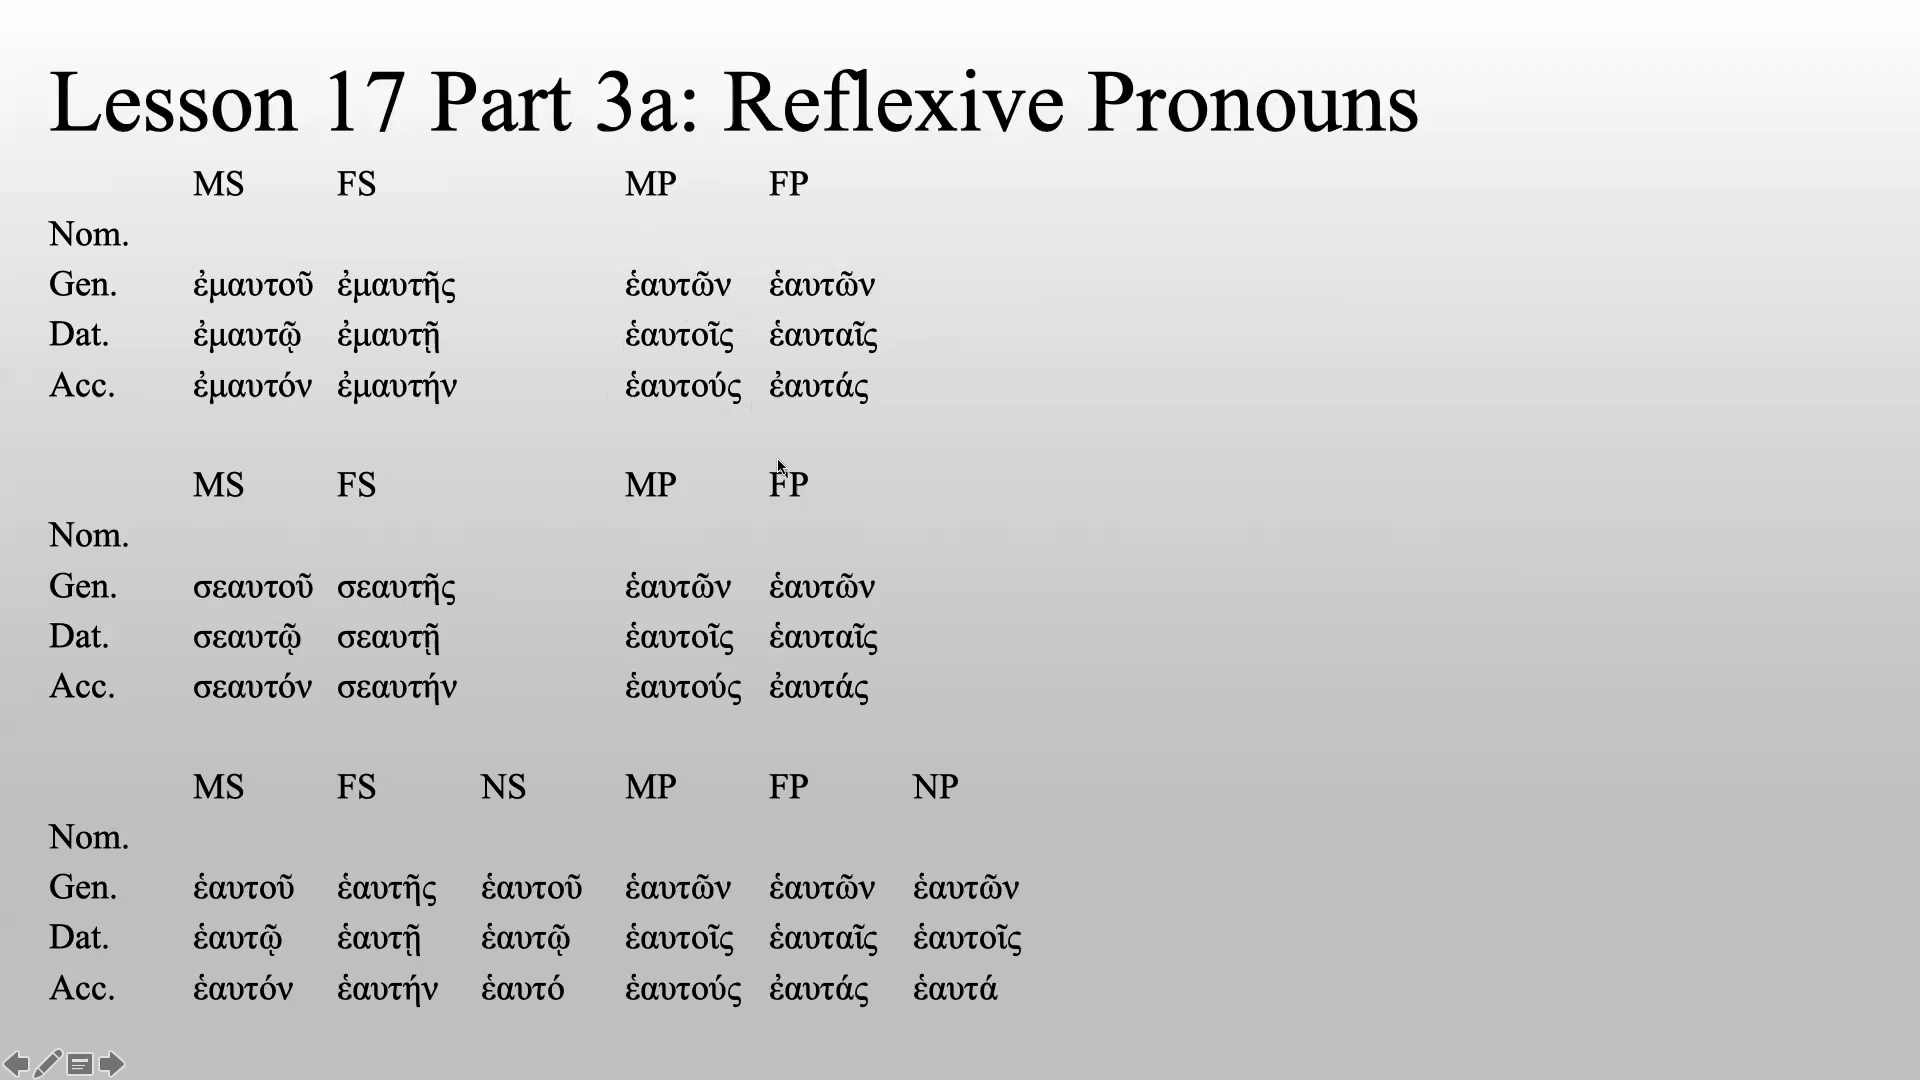 Lesson 17 Part 3a: Reflexive Pronouns
MS FS MP FP
Nom.
Gen. ἐμαυτοῦ ἐμαυτῆς ἑαυτῶν ἑαυτῶν
Dat. ἐμαυτῷ ἐμαυτῇ ἑαυτοῖς ἑαυταῖς
Acc. ἐμαυτόν ἐμαυτήν ἑαυτούς ἐαυτάς
MS FS MP FP
Nom.
Gen. σεαυτοῦ σεαυτῆς ἑαυτῶν ἑαυτῶν
Dat. σεαυτῷ σεαυτῇ ἑαυτοῖς ἑαυταῖς
Acc. σεαυτόν σεαυτήν ἑαυτούς ἐαυτάς
MS FS NS MP FP NP
Nom.
Gen. ἑαυτοῦ ἑαυτῆς ἑαυτοῦ ἑαυτῶν ἑαυτῶν ἑαυτῶν
Dat. ἑαυτῷ ἑαυτῇ ἑαυτῷ ἑαυτοῖς ἑαυταῖς ἑαυτοῖς
Acc. ἑαυτόν ἑαυτήν ἑαυτό ἑαυτούς ἐαυτάς ἑαυτά